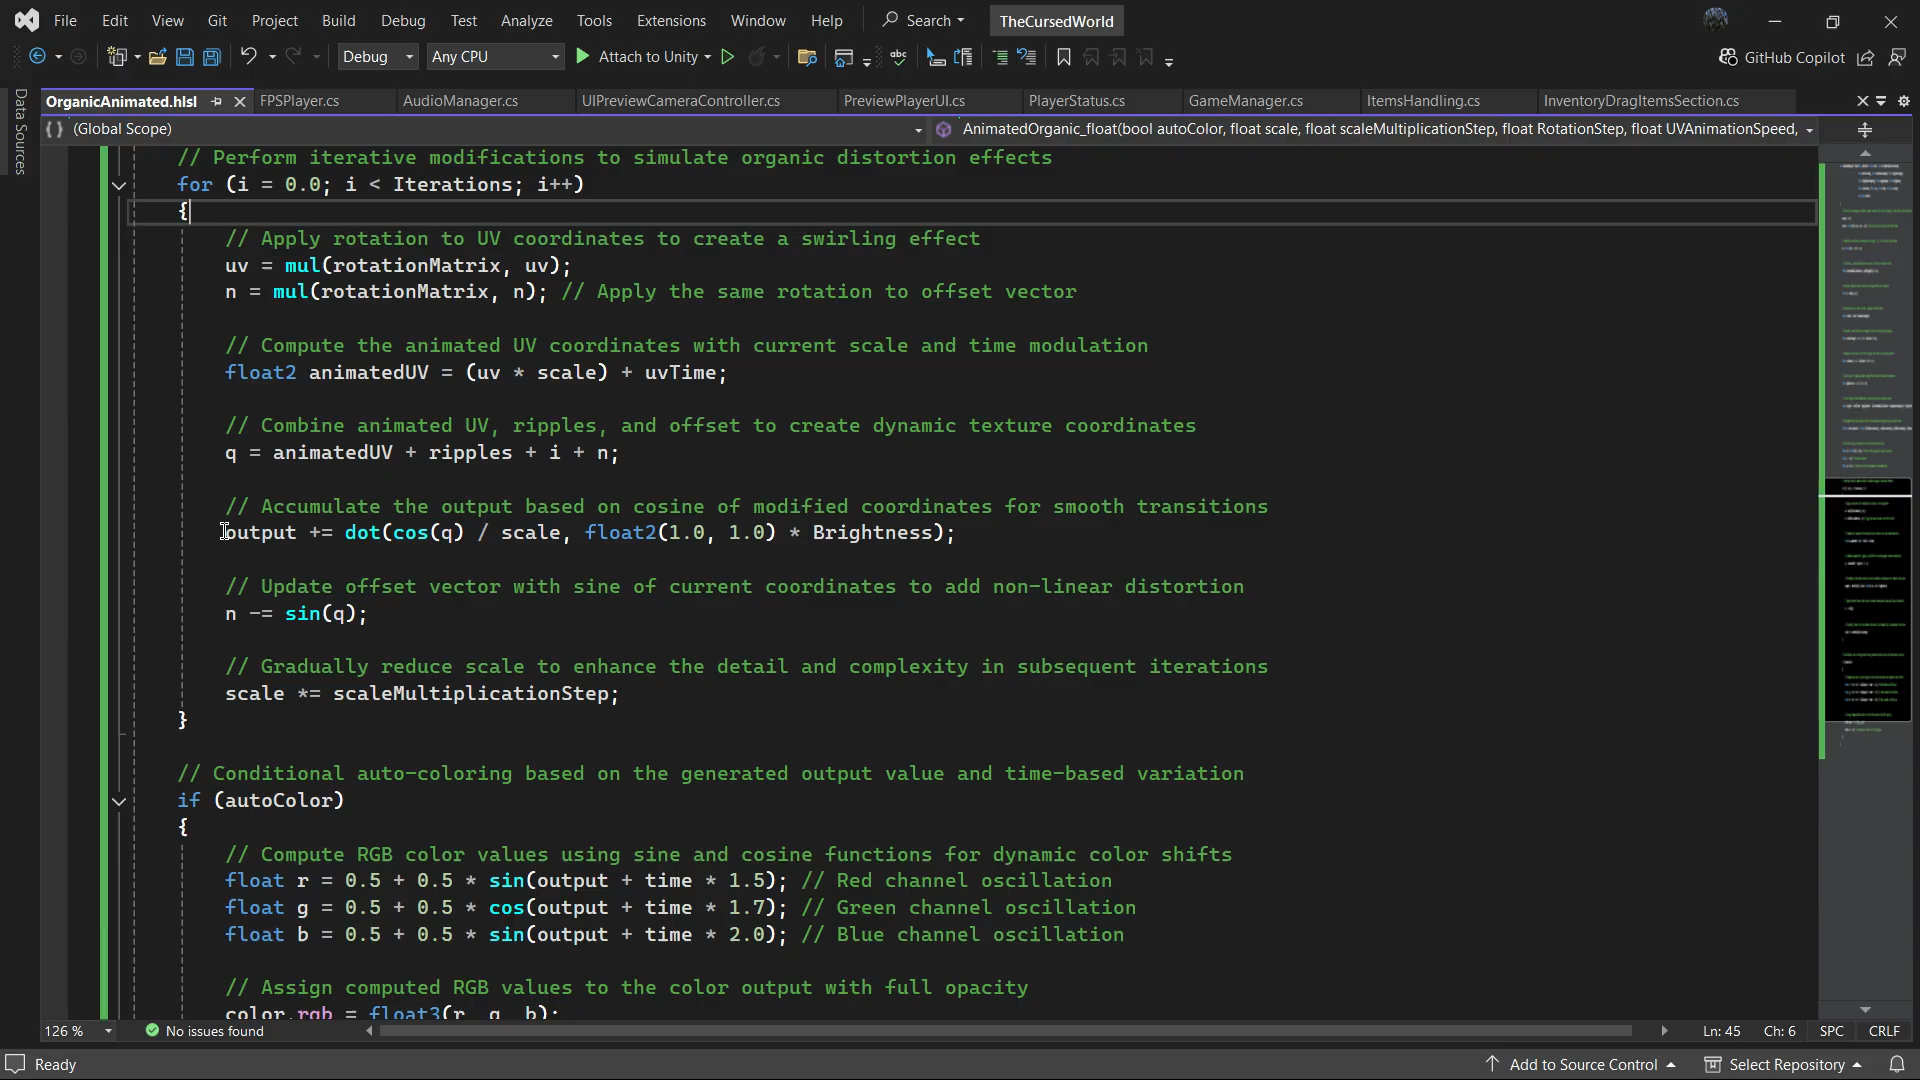 File Edit View Git Project Build Debug Test Analyze Tools Extensions Window Help Search TheCursedWorld
Debug Any CPU Attach to Unity GitHub Copilot
OrganicAnimated.hlsl FPSPlayer.cs AudioManager.cs UIPreviewCameraController.cs PreviewPlayerUI.cs PlayerStatus.cs GameManager.cs ItemsHandling.cs InventoryDragItemsSection.cs
Data Sources
(Global Scope) AnimatedOrganic_float(bool autoColor, float scale, float scaleMultiplicationStep, float RotationStep, float UVAnimationSpeed,
// Perform iterative modifications to simulate organic distortion effects
for (i = 0.0; i < Iterations; i++)
{
// Apply rotation to UV coordinates to create a swirling effect
uv = mul(rotationMatrix, uv);
n = mul(rotationMatrix, n); // Apply the same rotation to offset vector
// Compute the animated UV coordinates with current scale and time modulation
float2 animatedUV = (uv * scale) + uvTime;
// Combine animated UV, ripples, and offset to create dynamic texture coordinates
q = animatedUV + ripples + i + n;
// Accumulate the output based on cosine of modified coordinates for smooth transitions
output += dot(cos(q) / scale, float2(1.0, 1.0) * Brightness);
// Update offset vector with sine of current coordinates to add non-linear distortion
n -= sin(q);
// Gradually reduce scale to enhance the detail and complexity in subsequent iterations
scale *= scaleMultiplicationStep;
}
// Conditional auto-coloring based on the generated output value and time-based variation
if (autoColor)
{
// Compute RGB color values using sine and cosine functions for dynamic color shifts
float r = 0.5 + 0.5 * sin(output + time * 1.5); // Red channel oscillation
float g = 0.5 + 0.5 * cos(output + time * 1.7); // Green channel oscillation
float b = 0.5 + 0.5 * sin(output + time * 2.0); // Blue channel oscillation
// Assign computed RGB values to the color output with full opacity
color.rgb = float3(r, g, b);
126 % No issues found Ln: 45 Ch: 6 SPC CRLF
Ready Add to Source Control Select Repository